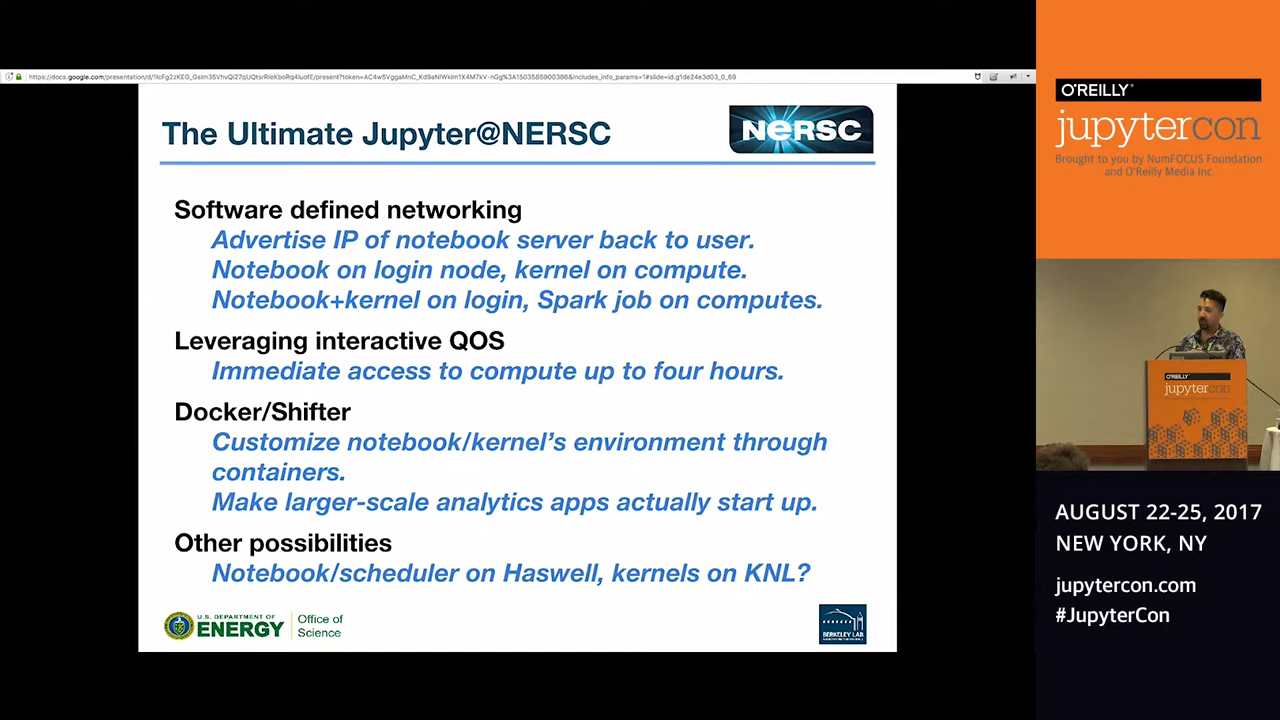 The Ultimate Jupyter@NERSC
NERSC
Software defined networking
Advertise IP of notebook server back to user.
Notebook on login node, kernel on compute.
Notebook+kernel on login, Spark job on computes.
Leveraging interactive QOS
Immediate access to compute up to four hours.
Docker/Shifter
Customize notebook/kernel's environment through
containers.
Make larger-scale analytics apps actually start up.
Other possibilities
Notebook/scheduler on Haswell, kernels on KNL?
U.S. DEPARTMENT OF
ENERGY
Office of
Science
BERKELEY LAB
O'REILLY®
jupytercon
Brought to you by NumFOCUS Foundation
and O'Reilly Media Inc.
O'REILLY
jupytercon
AUGUST 22-25, 2017
NEW YORK, NY
jupytercon.com
#JupyterCon